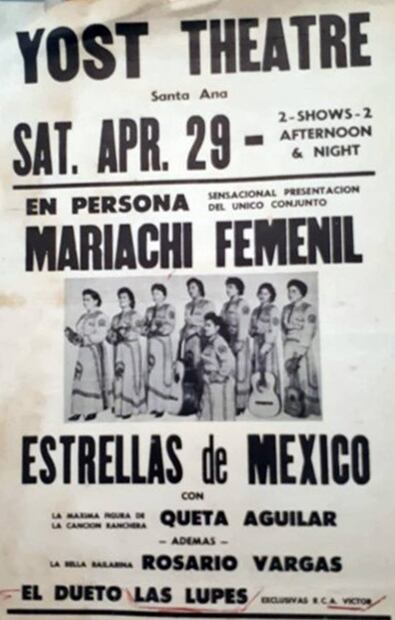 YOST THEATRE
Santa Ana
SAT. APR. 29 -
2-SHOWS-2
AFTERNOON
& NIGHT
EN PERSONA
SENSACIONAL PRESENTACION
DEL UNICO CONJUNTO
MARIACHI FEMENIL
ESTRELLAS de MEXICO
CON
LA MAXIMA FIGURA DE
LA CANCION RANCHERA
QUETA AGUILAR
- ADEMAS -
LA BELLA BAILARINA ROSARIO VARGAS
EL DUETO LAS LUPES EXCLUSIVAS R.C.A. VICTOR